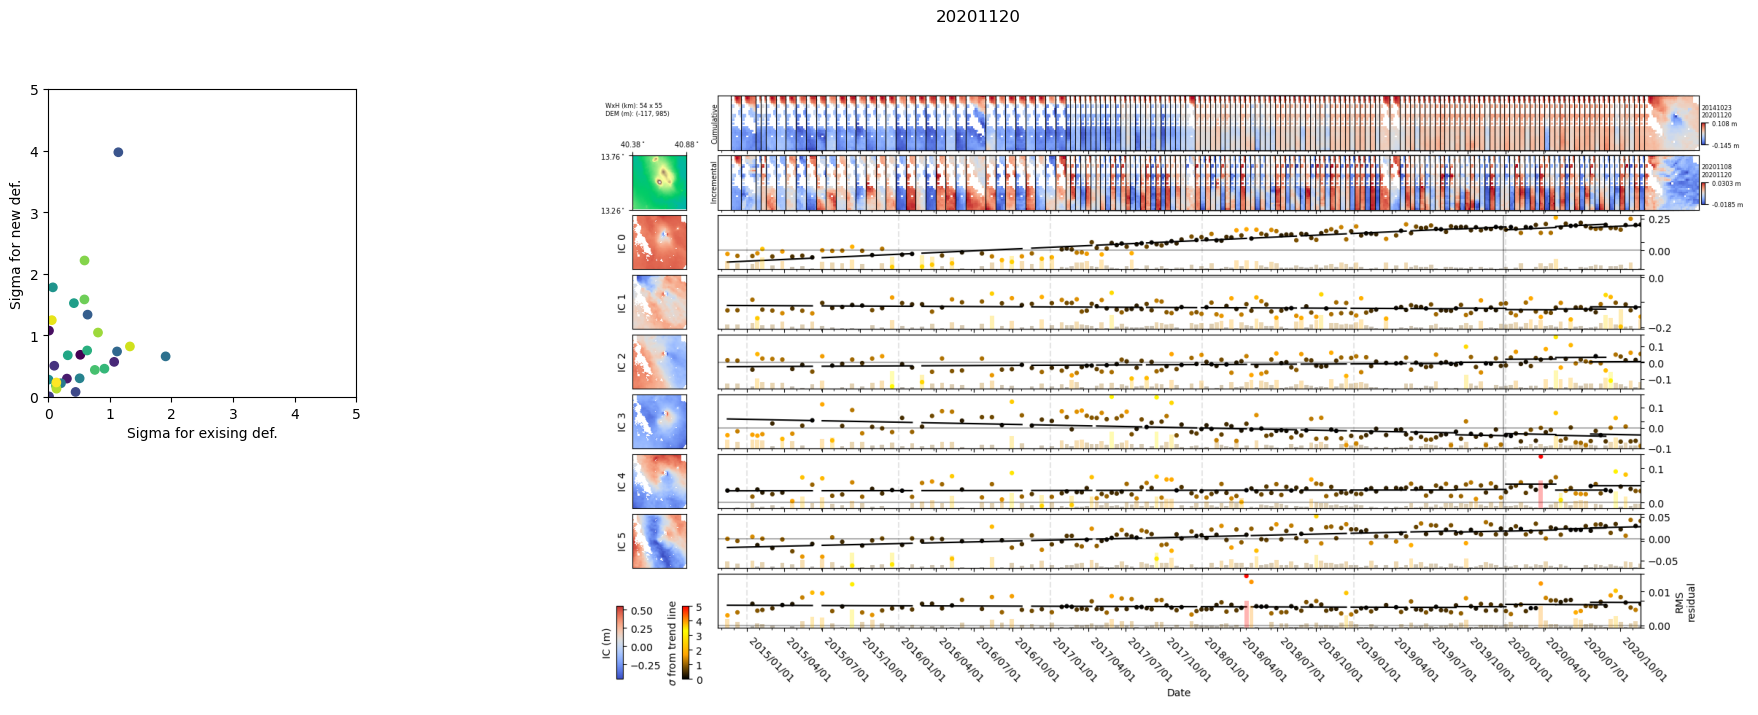 20201120
5
4
3
2
1
0
Sigma for new def.
0 1 2 3 4 5
Sigma for exising def.
WxH (km): 54 x 55
DEM (m): (-117, 985)
40.38° 40.88°
13.76°
13.26°
Cumulative
20141023
20201120
0.108 m
-0.145 m
Incremental
20201108
20201120
0.0303 m
-0.0185 m
IC 0
0.25
0.00
IC 1
0.0
−0.2
IC 2
0.1
0.0
−0.1
IC 3
0.1
0.0
−0.1
IC 4
0.1
0.0
IC 5
0.05
0.00
−0.05
0.01
0.00
RMS
residual
IC (m)
0.50
0.25
0.00
−0.25
σ from trend line
5
4
3
2
1
0
2015/01/01 2015/04/01 2015/07/01 2015/10/01 2016/01/01 2016/04/01 2016/07/01 2016/10/01 2017/01/01 2017/04/01 2017/07/01 2017/10/01 2018/01/01 2018/04/01 2018/07/01 2018/10/01 2019/01/01 2019/04/01 2019/07/01 2019/10/01 2020/01/01 2020/04/01 2020/07/01 2020/10/01
Date